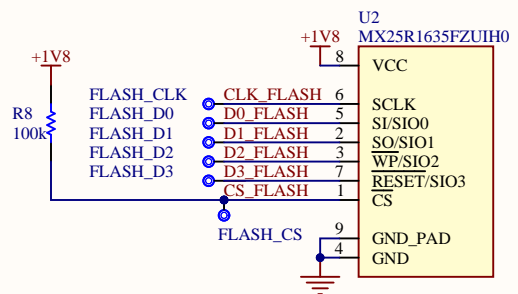 U2
MX25R1635FZUIH0
+1V8
+1V8
8
VCC
FLASH_CLK
CLK_FLASH
6
SCLK
R8
100k
FLASH_D0
D0_FLASH
5
SI/SIO0
FLASH_D1
D1_FLASH
2
SO/SIO1
FLASH_D2
D2_FLASH
3
WP/SIO2
FLASH_D3
D3_FLASH
7
RESET/SIO3
CS_FLASH
1
CS
FLASH_CS
9
GND_PAD
4
GND